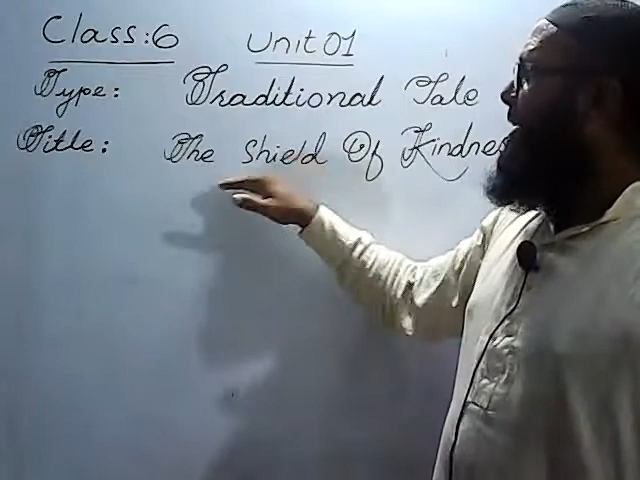 Class:6 Unit 01
Type: Traditional Tale
Title: The Shield Of Kindnes